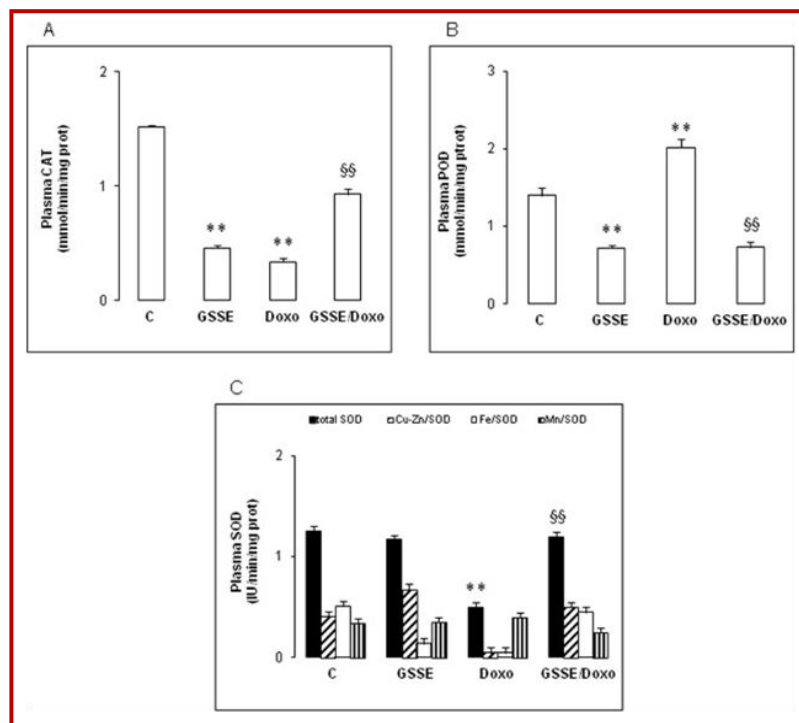 A
Plasma CAT
(mmol/min/mg prot)
2
1
0
**
**
§§
C GSSE Doxo GSSE/Doxo
B
Plasma POD
(mmol/min/mg ptrot)
3
2
1
0
**
**
§§
C GSSE Doxo GSSE/Doxo
C
total SOD Cu-Zn/SOD Fe/SOD Mn/SOD
Plasma SOD
(IU/min/mg prot)
2
1
0
**
§§
C GSSE Doxo GSSE/Doxo